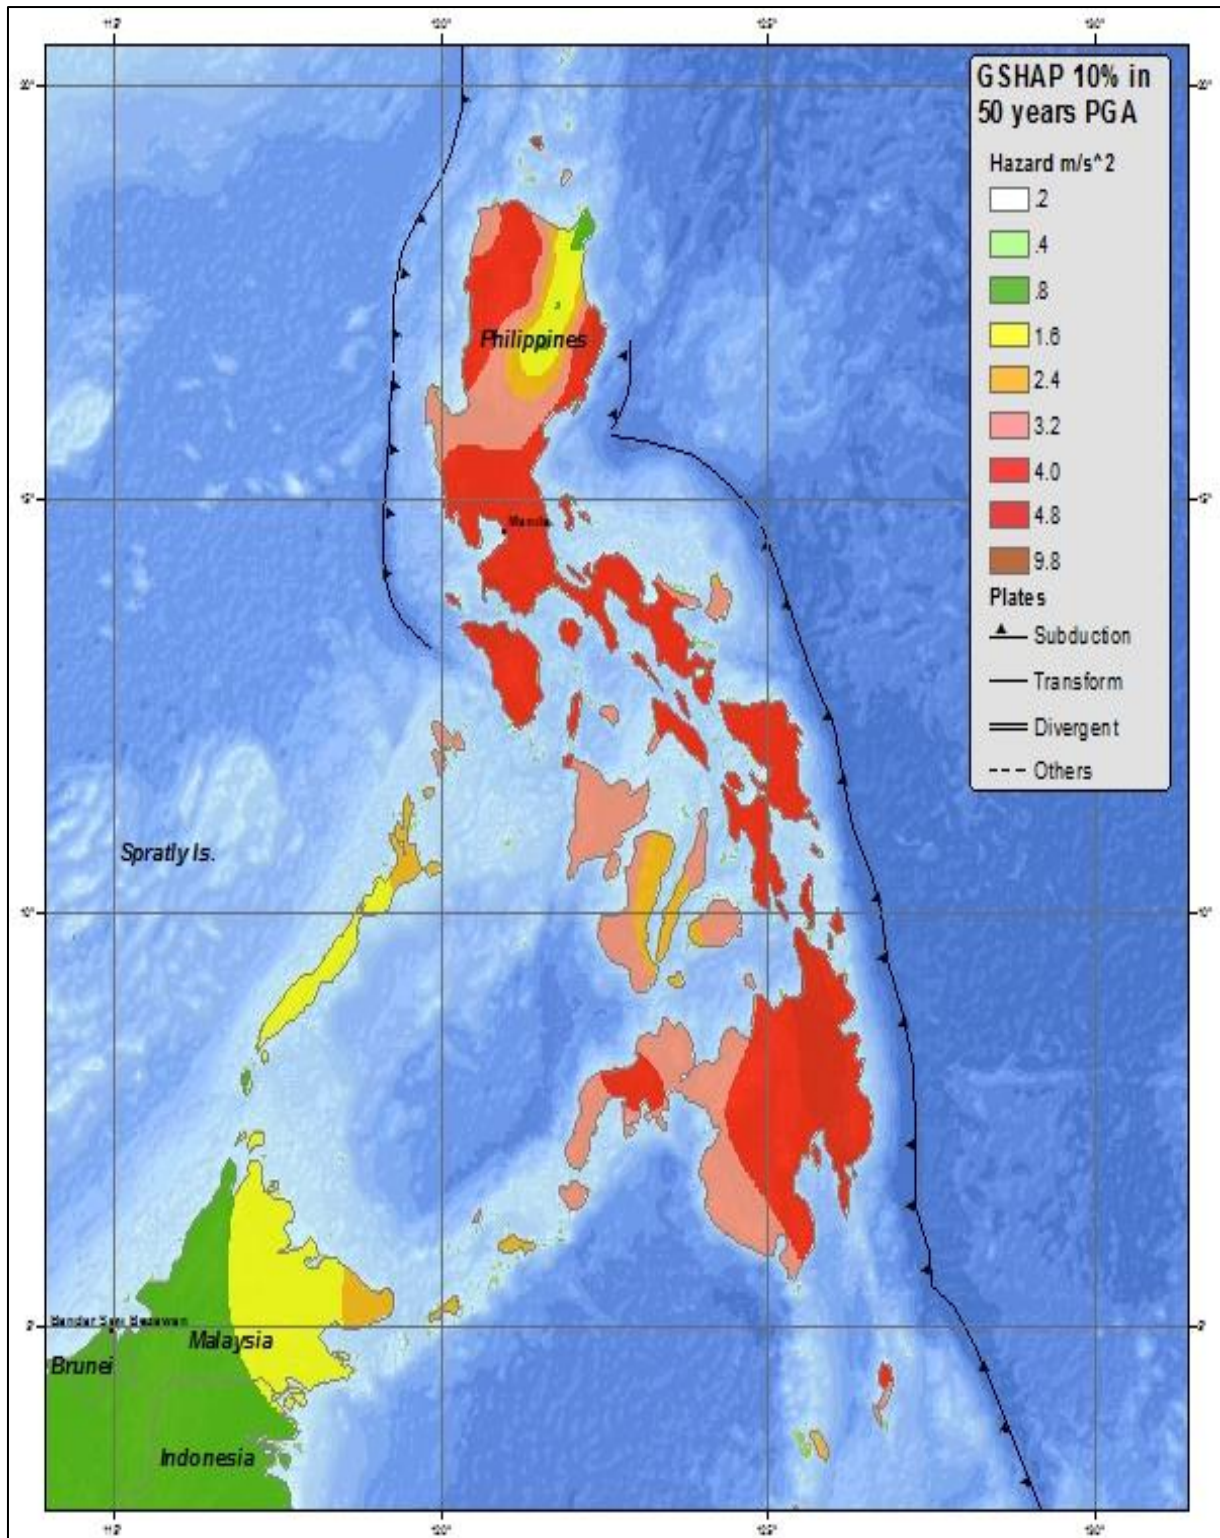 GSHAP 10% in
50 years PGA
Hazard m/s^2
.2
.4
.8
1.6
2.4
3.2
4.0
4.8
9.8
Plates
Subduction
Transform
Divergent
Others
Philippines
Manila
Spratly Is.
Malaysia
Brunei
Indonesia